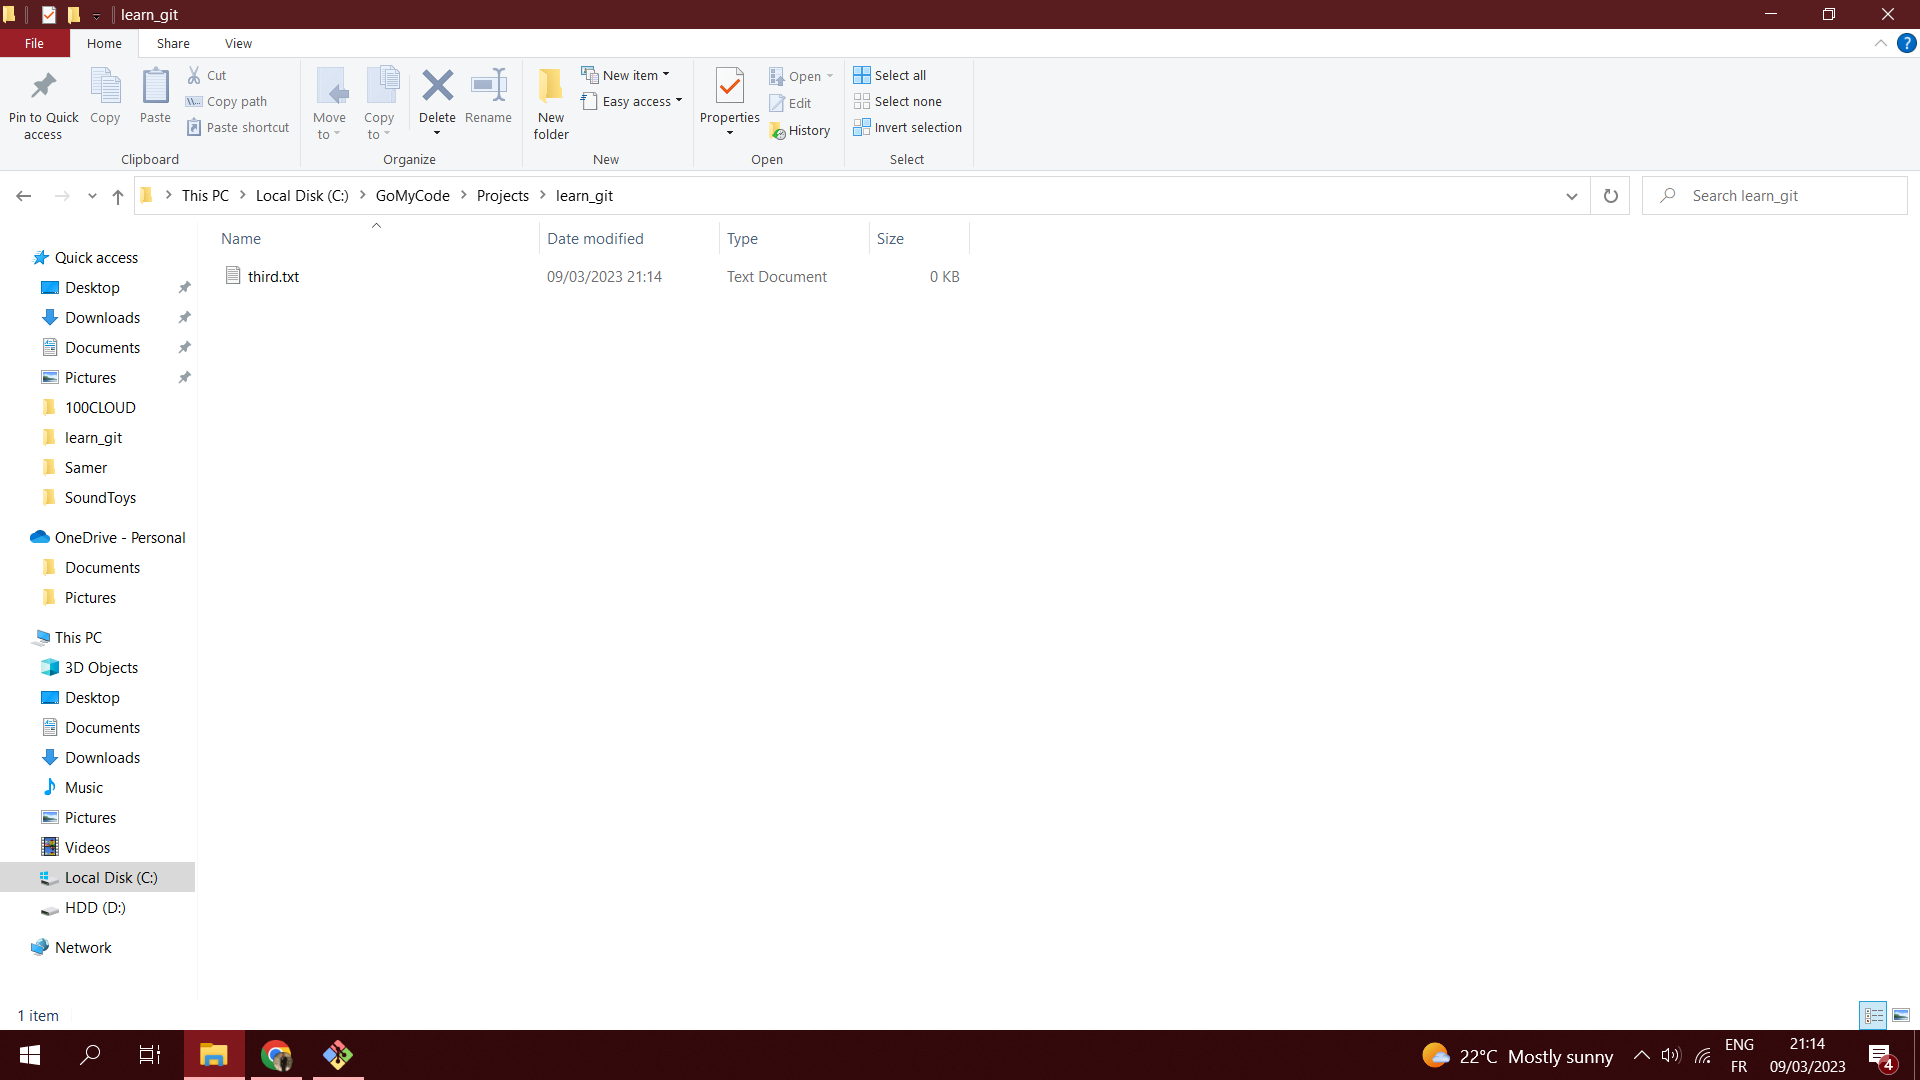 learn_git
File
Home
Share
View
?
Pin to Quick access
Copy
Paste
Cut
Copy path
Paste shortcut
Clipboard
Move to
Copy to
Delete
Rename
Organize
New folder
New item
Easy access
New
Properties
Open
Edit
History
Open
Select all
Select none
Invert selection
Select
This PC
Local Disk (C:)
GoMyCode
Projects
learn_git
Search learn_git
Name
Date modified
Type
Size
third.txt
09/03/2023 21:14
Text Document
0 KB
Quick access
Desktop
Downloads
Documents
Pictures
100CLOUD
learn_git
Samer
SoundToys
OneDrive - Personal
Documents
Pictures
This PC
3D Objects
Desktop
Documents
Downloads
Music
Pictures
Videos
Local Disk (C:)
HDD (D:)
Network
1 item
22°C Mostly sunny
ENG
FR
21:14
09/03/2023
4